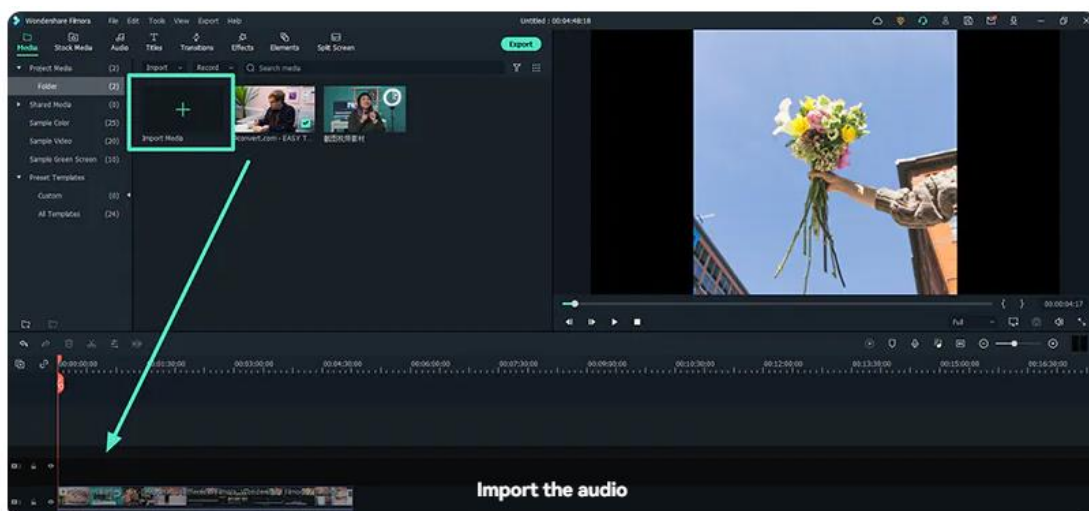 Wondershare Filmora File Edit Tools View Export Help Untitled : 00:04:48:18
Media Stock Media Audio Titles Transitions Effects Elements Split Screen Export
Project Media (2) Import Record Search media
Folder (2)
Shared Media (0)
Sample Color (25)
Sample Video (20)
Sample Green Screen (10)
Preset Templates
Custom (0)
All Templates (24)
Import Media convert.com - EASY T... 截图视频素材
00:00:04:17
Full
00:00:00:00 00:01:30:00 00:03:00:00 00:04:30:00 00:06:00:00 00:07:30:00 00:09:00:00 00:10:30:00 00:12:00:00 00:13:30:00 00:15:00:00 00:16:30:00
Import the audio